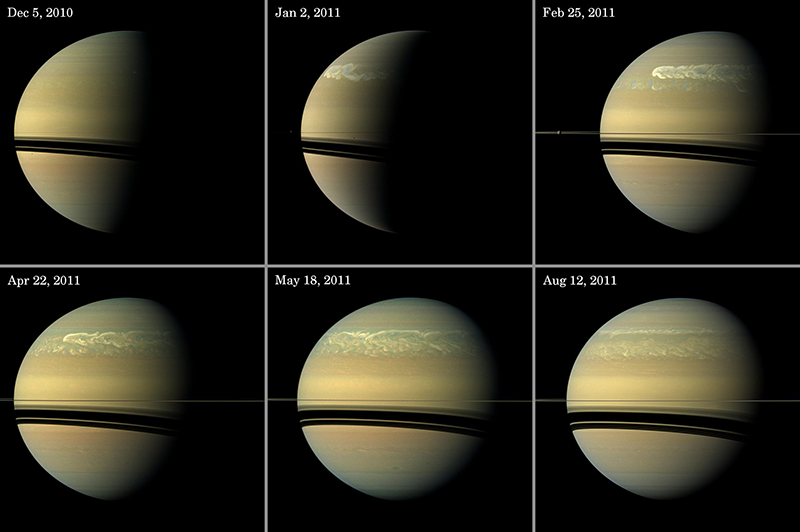 Dec 5, 2010
Jan 2, 2011
Feb 25, 2011
Apr 22, 2011
May 18, 2011
Aug 12, 2011